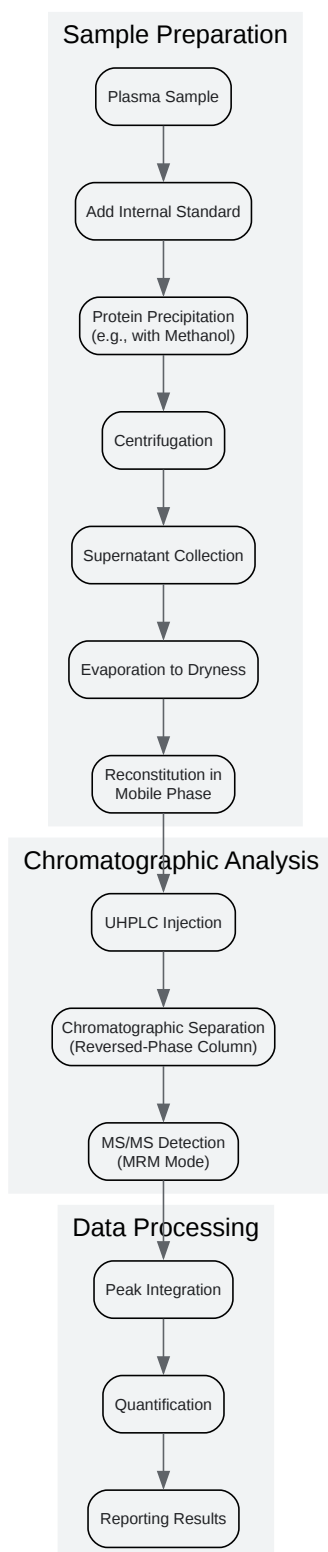 Sample Preparation
Plasma Sample
Add Internal Standard
Protein Precipitation
(e.g., with Methanol)
Centrifugation
Supernatant Collection
Evaporation to Dryness
Reconstitution in
Mobile Phase
Chromatographic Analysis
UHPLC Injection
Chromatographic Separation
(Reversed-Phase Column)
MS/MS Detection
(MRM Mode)
Data Processing
Peak Integration
Quantification
Reporting Results